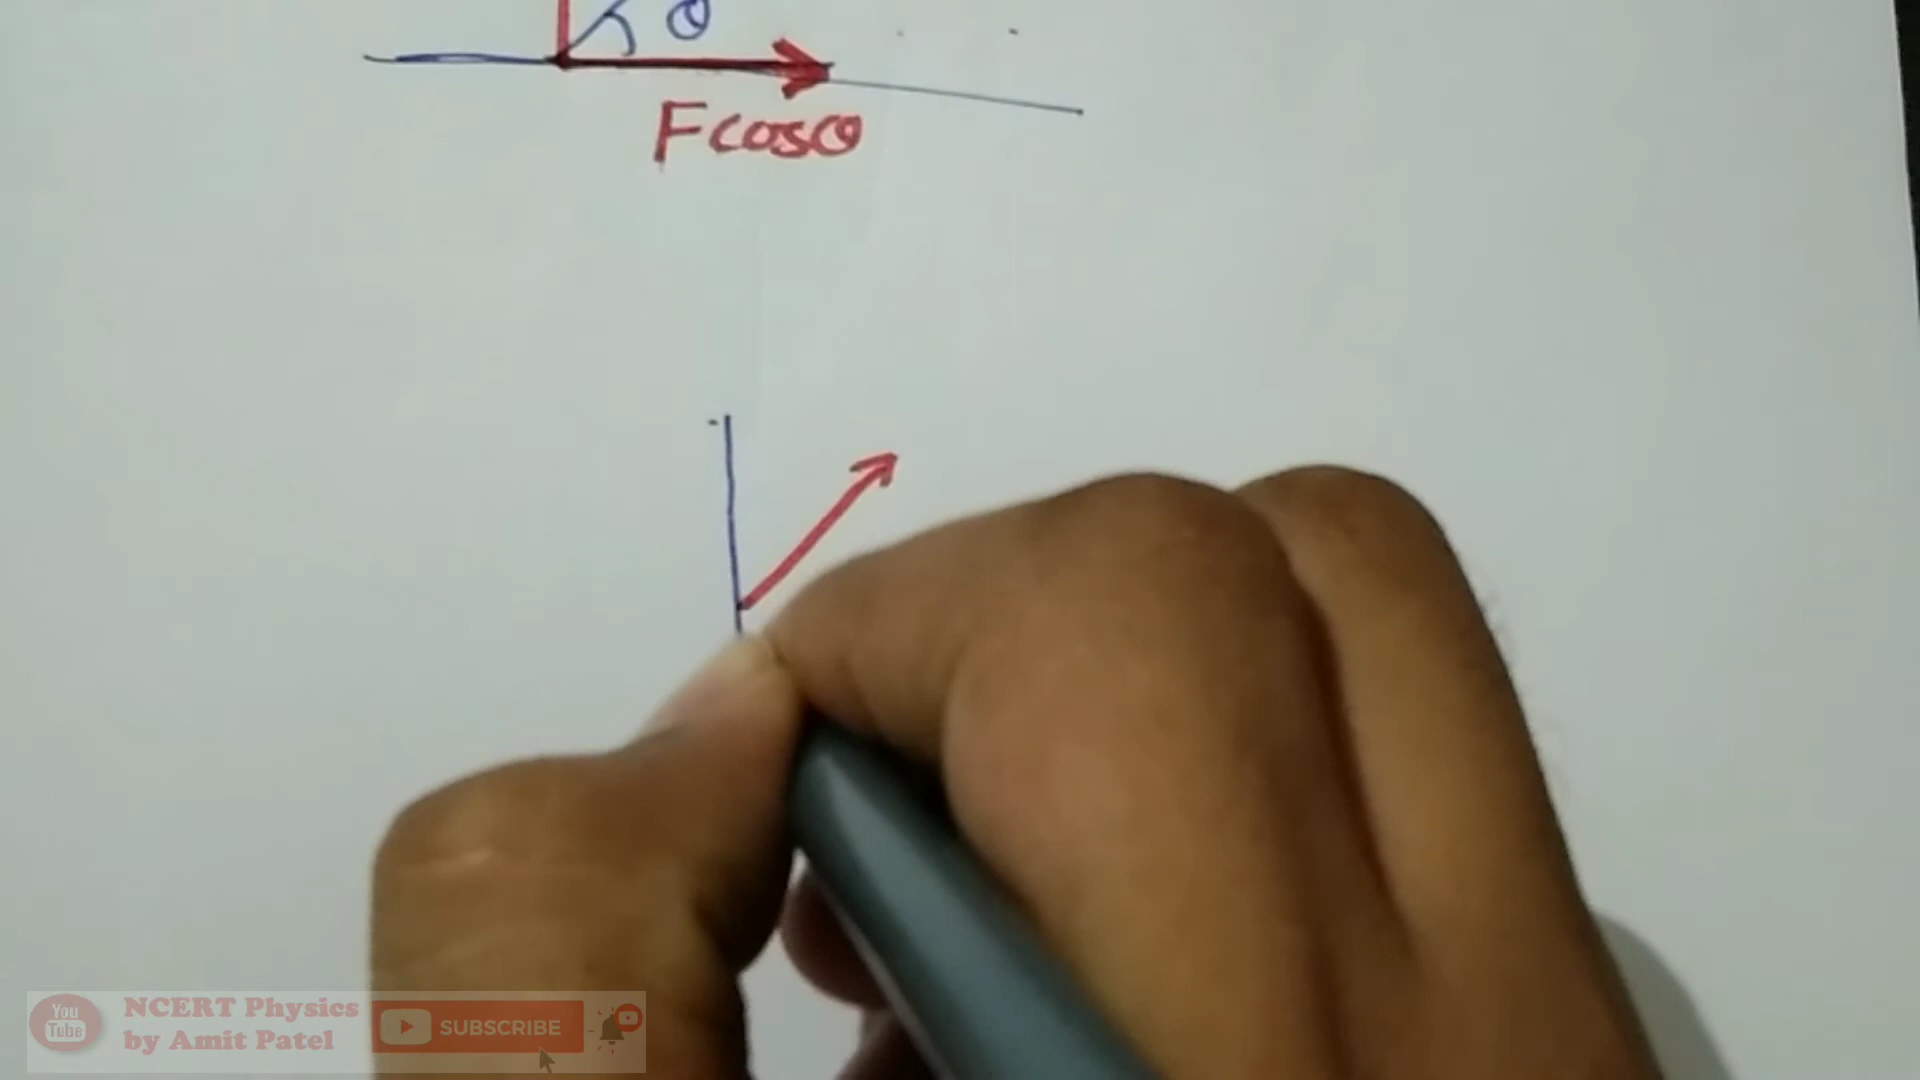 θ
Fcosθ
You
Tube
NCERT Physics
by Amit Patel
SUBSCRIBE